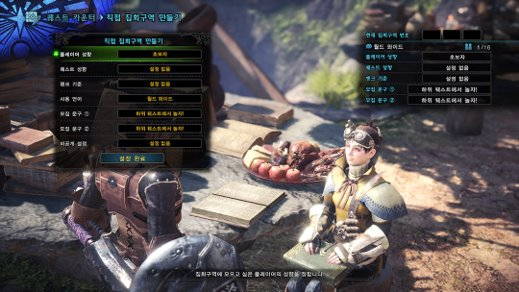 퀘스트 카운터 ▶ 직접 집회구역 만들기
직접 집회구역 만들기
플레이어 성향 초보자
퀘스트 성향 설정 없음
랭크 기준 설정 없음
사용 언어 월드 와이드
모집 문구 ① 하위 퀘스트에서 놀자!
모집 문구 ② 하위 퀘스트에서 놀자!
비공개 설정 설정 없음
설정 완료
현재 집회구역 번호
월드 와이드 1/16
플레이어 성향 초보자
퀘스트 성향 설정 없음
랭크 기준 설정 없음
모집 문구 ① 하위 퀘스트에서 놀자!
모집 문구 ② 하위 퀘스트에서 놀자!
집회구역에 모으고 싶은 플레이어의 성향을 정합니다.